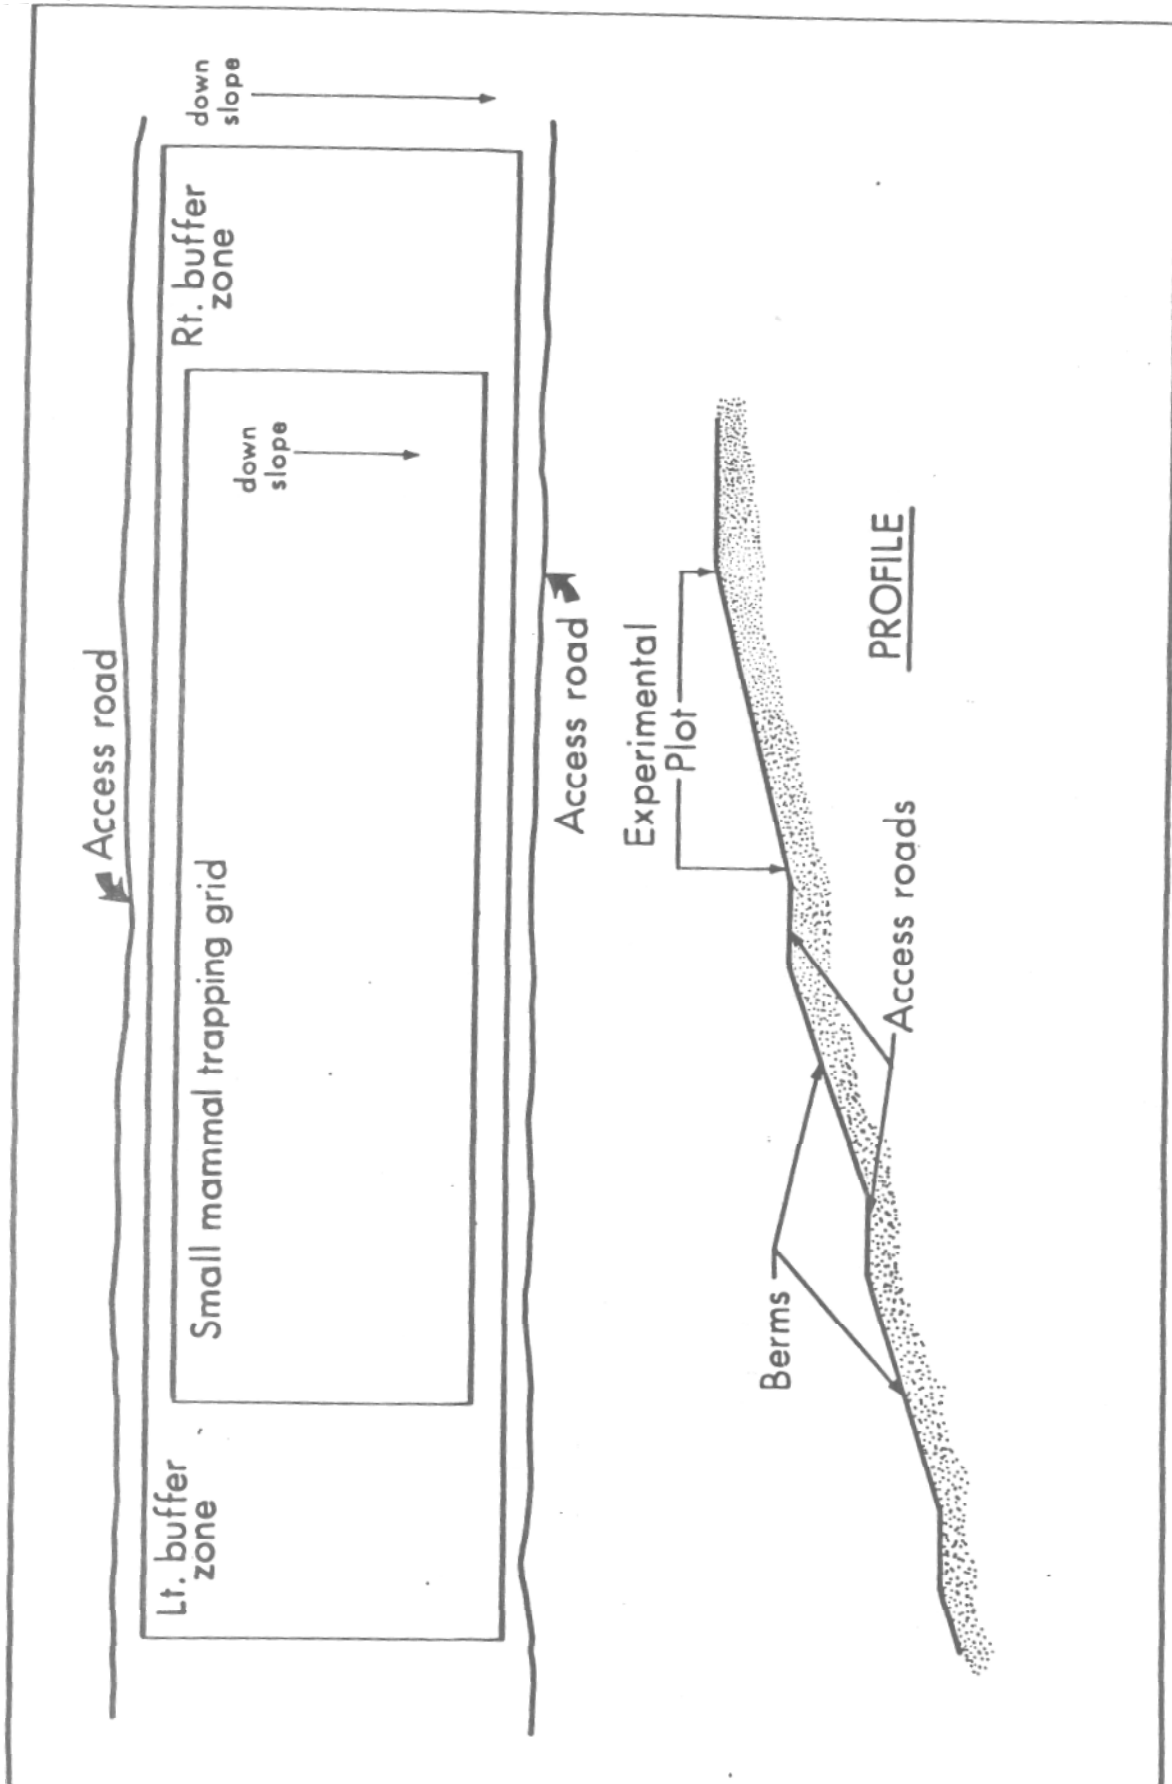 Access road
down
slope
Rt. buffer
zone
down
slope
Small mammal trapping grid
Lt. buffer
zone
Access road
Experimental
Plot
Berms
Access roads
PROFILE